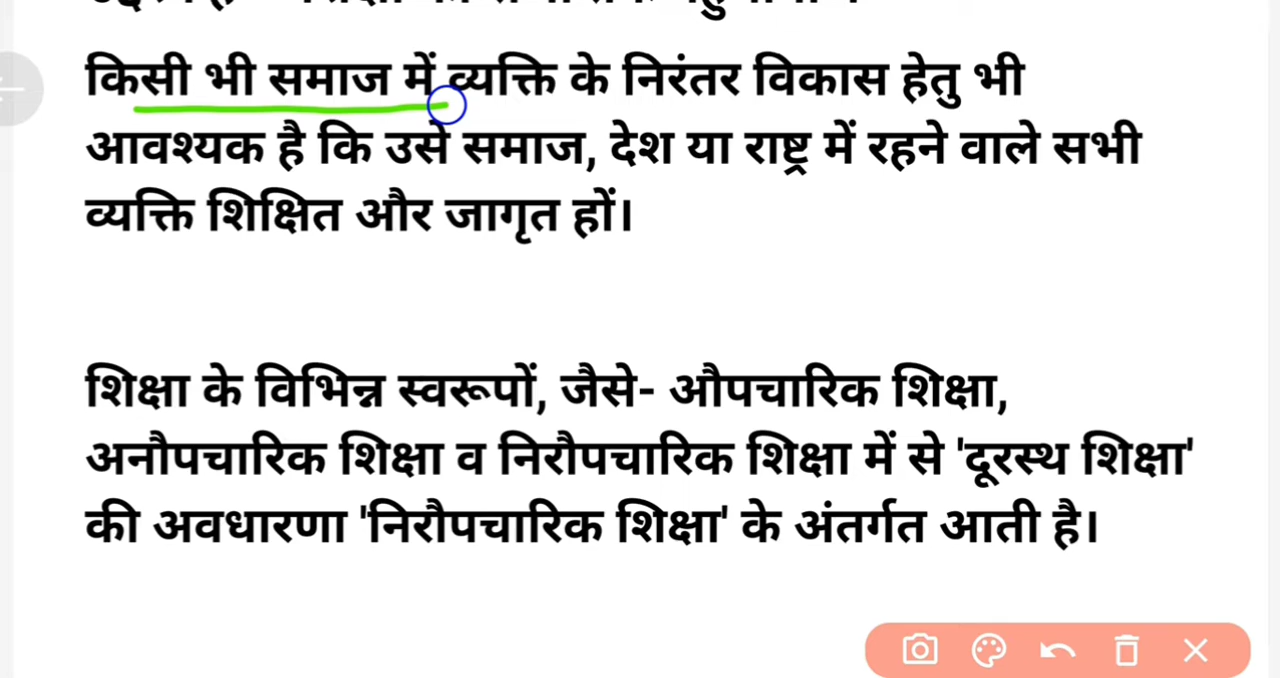 किसी भी समाज में व्यक्ति के निरंतर विकास हेतु भी
आवश्यक है कि उसे समाज, देश या राष्ट्र में रहने वाले सभी
व्यक्ति शिक्षित और जागृत हों।
शिक्षा के विभिन्न स्वरूपों, जैसे- औपचारिक शिक्षा,
अनौपचारिक शिक्षा व निरौपचारिक शिक्षा में से 'दूरस्थ शिक्षा'
की अवधारणा 'निरौपचारिक शिक्षा' के अंतर्गत आती है।